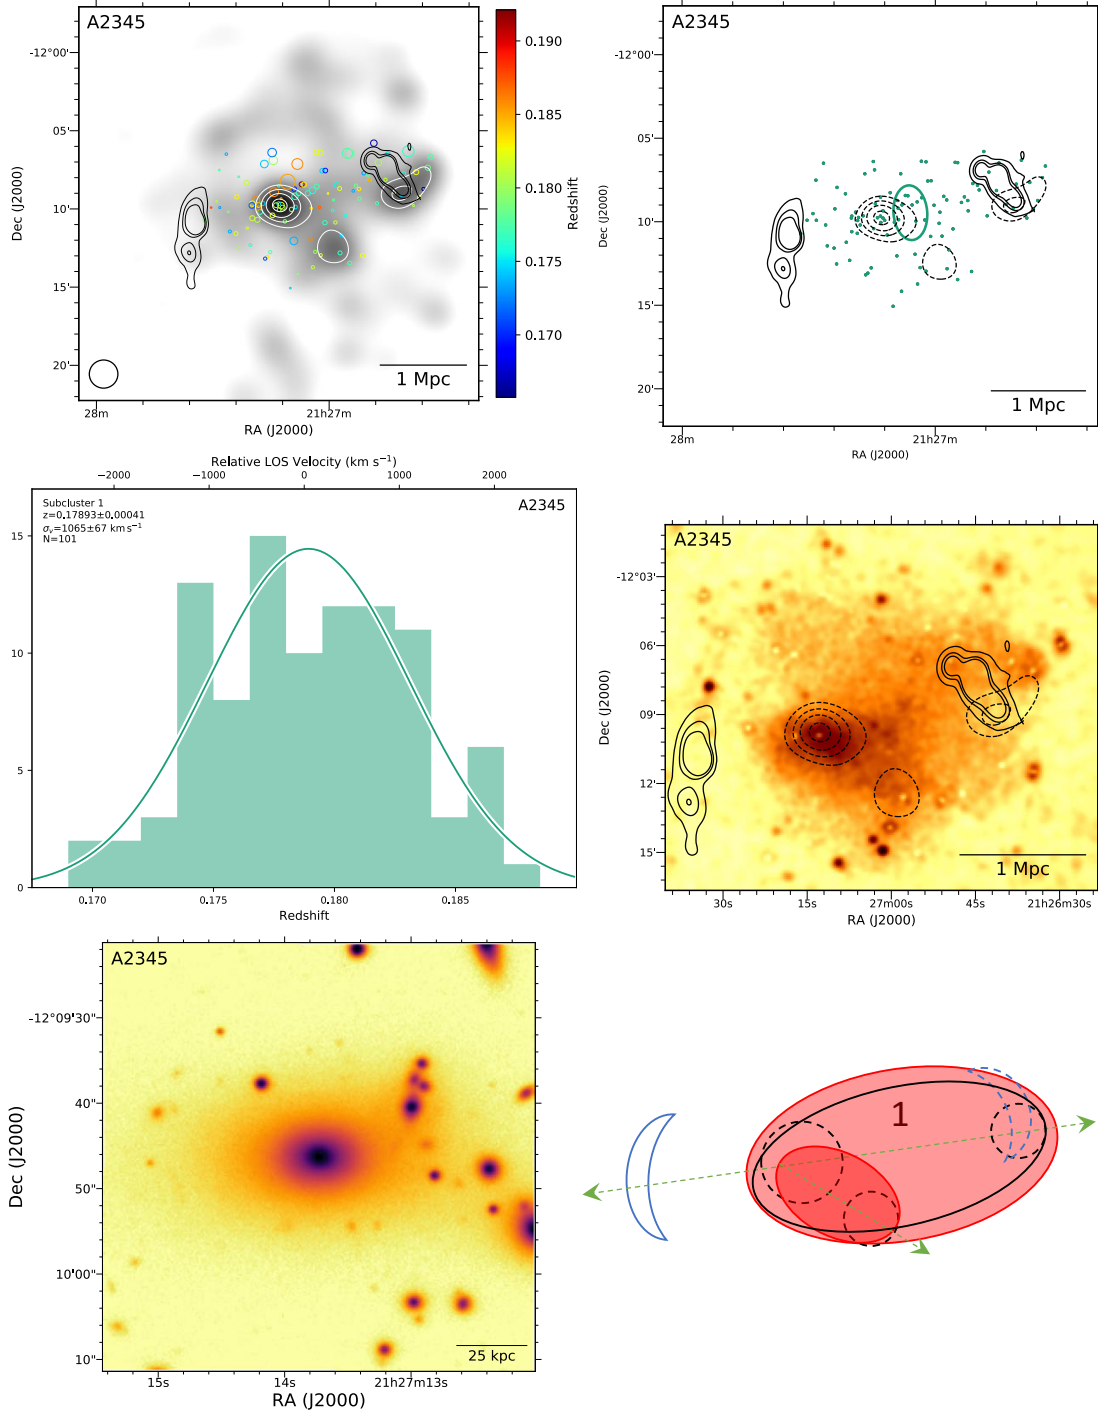 A2345
-12°00'
05'
10'
15'
20'
Dec (J2000)
28m
21h27m
RA (J2000)
1 Mpc
0.190
0.185
0.180
0.175
0.170
Redshift
A2345
-12°00'
05'
10'
15'
20'
Dec (J2000)
28m
21h27m
RA (J2000)
1 Mpc
Relative LOS Velocity (km s⁻¹)
−2000
−1000
0
1000
2000
Subcluster 1
z=0.17893±0.00041
σᵥ=1065±67 km s⁻¹
N=101
A2345
15
10
5
0
0.170
0.175
0.180
0.185
Redshift
A2345
-12°03'
06'
09'
12'
15'
Dec (J2000)
30s
15s
27m00s
45s
21h26m30s
RA (J2000)
1 Mpc
A2345
-12°09'30"
40"
50"
10'00"
10"
Dec (J2000)
15s
14s
21h27m13s
RA (J2000)
25 kpc
1